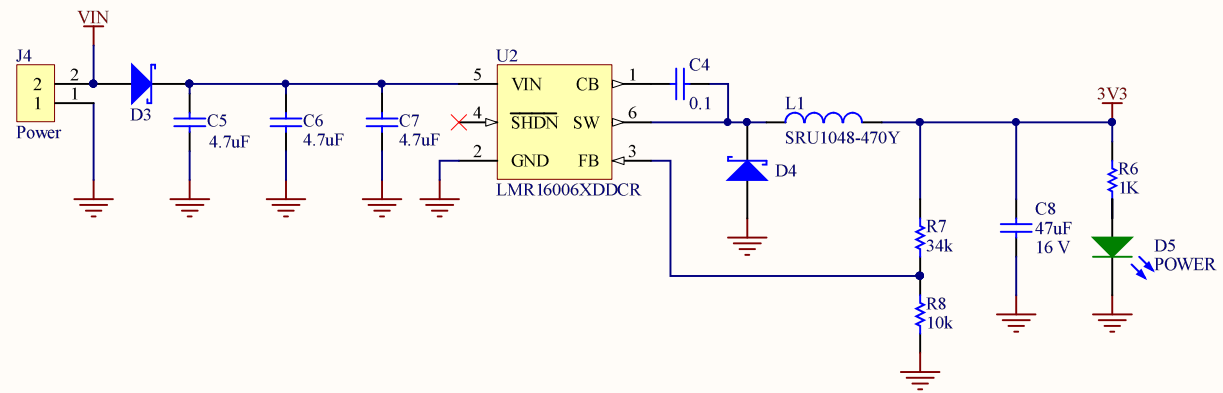 VIN
J4
2
2
1
1
Power
D3
C5
4.7uF
C6
4.7uF
C7
4.7uF
U2
5
VIN
CB
1
4
SHDN
SW
6
2
GND
FB
3
LMR16006XDDCR
C4
0.1
L1
SRU1048-470Y
D4
R7
34k
R8
10k
C8
47uF
16 V
3V3
R6
1K
D5
POWER